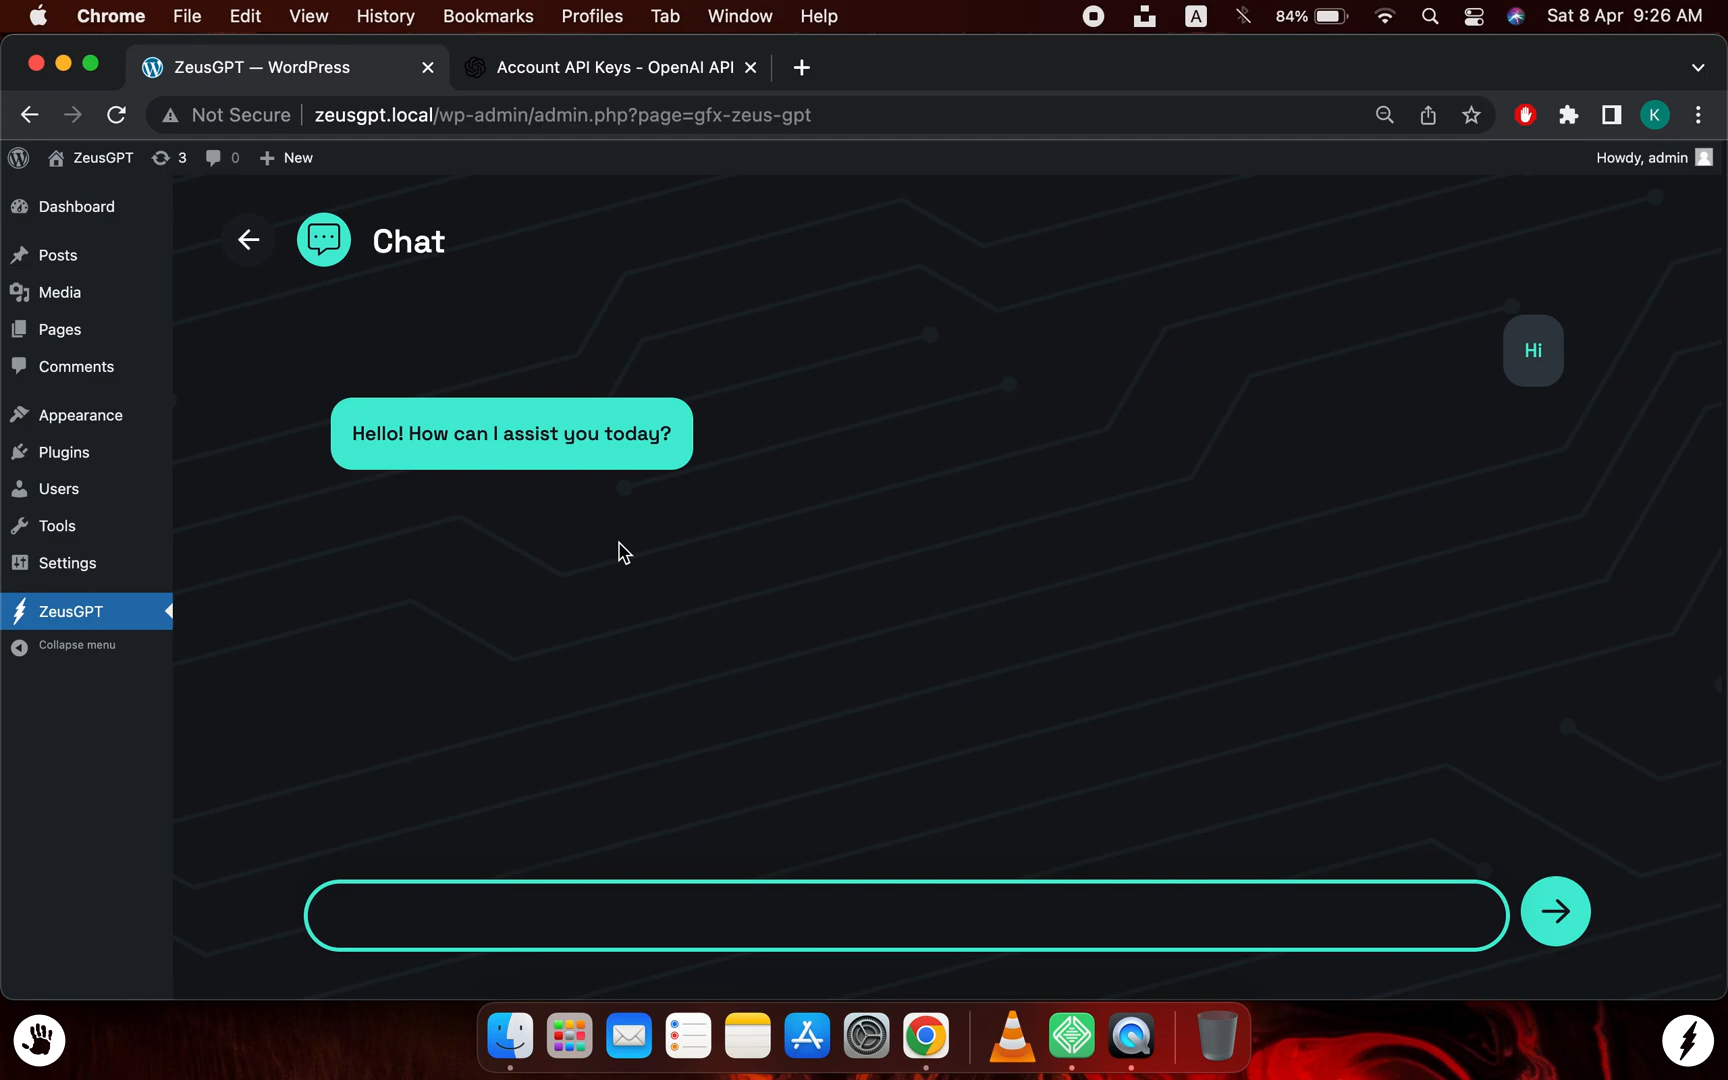 Chrome File Edit View History Bookmarks Profiles Tab Window Help A 84% Sat 8 Apr 9:26 AM
ZeusGPT — WordPress Account API Keys - OpenAI API
Not Secure zeusgpt.local/wp-admin/admin.php?page=gfx-zeus-gpt K
ZeusGPT 3 0 New Howdy, admin
Dashboard
Posts
Media
Pages
Comments
Appearance
Plugins
Users
Tools
Settings
ZeusGPT
Collapse menu
Chat
Hi
Hello! How can I assist you today?